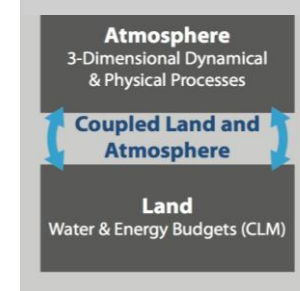 Atmosphere
3-Dimensional Dynamical
& Physical Processes
Coupled Land and
Atmosphere
Land
Water & Energy Budgets (CLM)